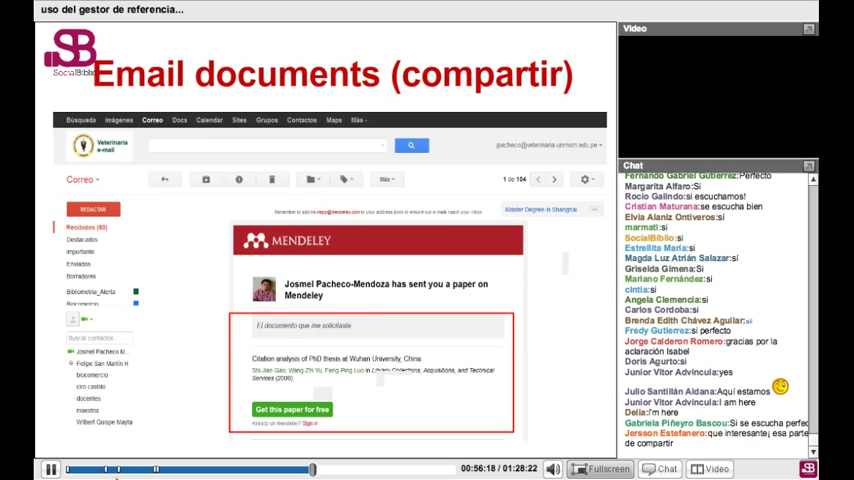 uso del gestor de referencia...
SB
SocialBiblio
Email documents (compartir)
Búsqueda Imágenes Correo Docs Calendar Sites Grupos Contactos Maps Más
Veterinaria
e-mail
jpacheco@veterinaria.unmsm.edu.pe
Correo
Más
1 de 104
REDACTAR
Remember to add no-reply@mendeley.com to your address book to ensure our e-mails reach your inbox
Master Degree in Shanghai
Recibidos (80)
Destacados
Importante
Enviados
Borradores
Bibliometria_Alerta
Biocomercio
MENDELEY
Josmel Pacheco-Mendoza has sent you a paper on
Mendeley
El documento que me solicitaste
Citation analysis of PhD thesis at Wuhan University, China
Shi-Jian Gao, Wang-Zhi Yu, Feng-Ping Luo in Library Collections, Acquisitions, and Technical
Services (2009)
Get this paper for free
Already on Mendeley? Sign in
Buscar contactos...
Josmel Pacheco M...
Felipe San Martin H
biocomercio
ciro castillo
docentes
maestria
Wilbert Quispe Mayta
Video
Chat
Fernando Gabriel Gutierrez:Perfecto
Margarita Alfaro:Si
Rocio Galindo:si escuchamos!
Cristian Maturana:se escucha bien
Elvia Alaniz Ontiveros:sí
marmati:si
SocialBiblio:si
Estrellita María:si
Magda Luz Atrián Salazar:sí
Griselda Gimena:Si
Mariano Fernández:si
cintia:si
Angela Clemencia:si
Carlos Cordoba:si
Brenda Edith Chávez Aguilar:si
Fredy Gutierrez:si perfecto
Jorge Calderon Romero:gracias por la
aclaración Isabel
Doris Agurto:si
Junior Vitor Advincula:yes
Julio Santillán Aldana:Aquí estamos
Junior Vitor Advincula:I am here
Delia:i'm here
Gabriela Piñeyro Bascou:Si se escucha perfec
Jersson Estefanero:que interesante¡ esa parte
de compartir
00:56:18 / 01:28:22
Fullscreen
Chat
Video
SB